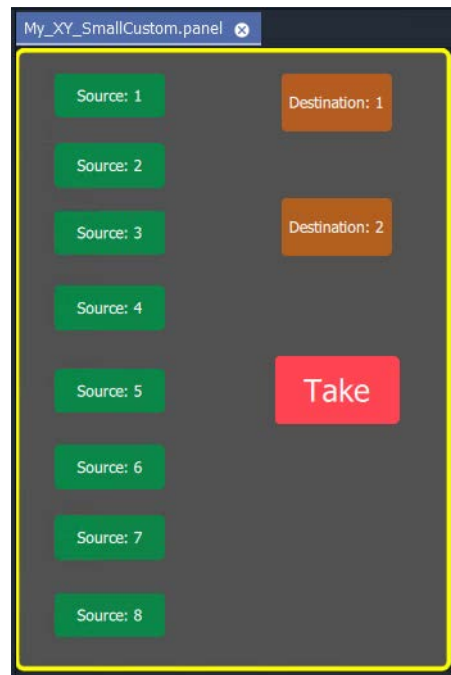 My_XY_SmallCustom.panel
Source: 1
Destination: 1
Source: 2
Source: 3
Destination: 2
Source: 4
Source: 5
Take
Source: 6
Source: 7
Source: 8